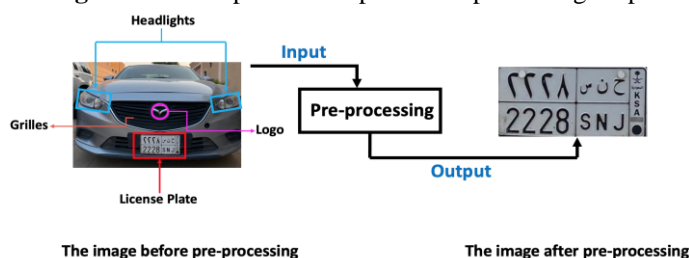 Headlights
Input
Pre-processing
Grilles
Logo
License Plate
Output
٢٢٢٨ ح ن س
2228 SNJ
KSA
The image before pre-processing
The image after pre-processing